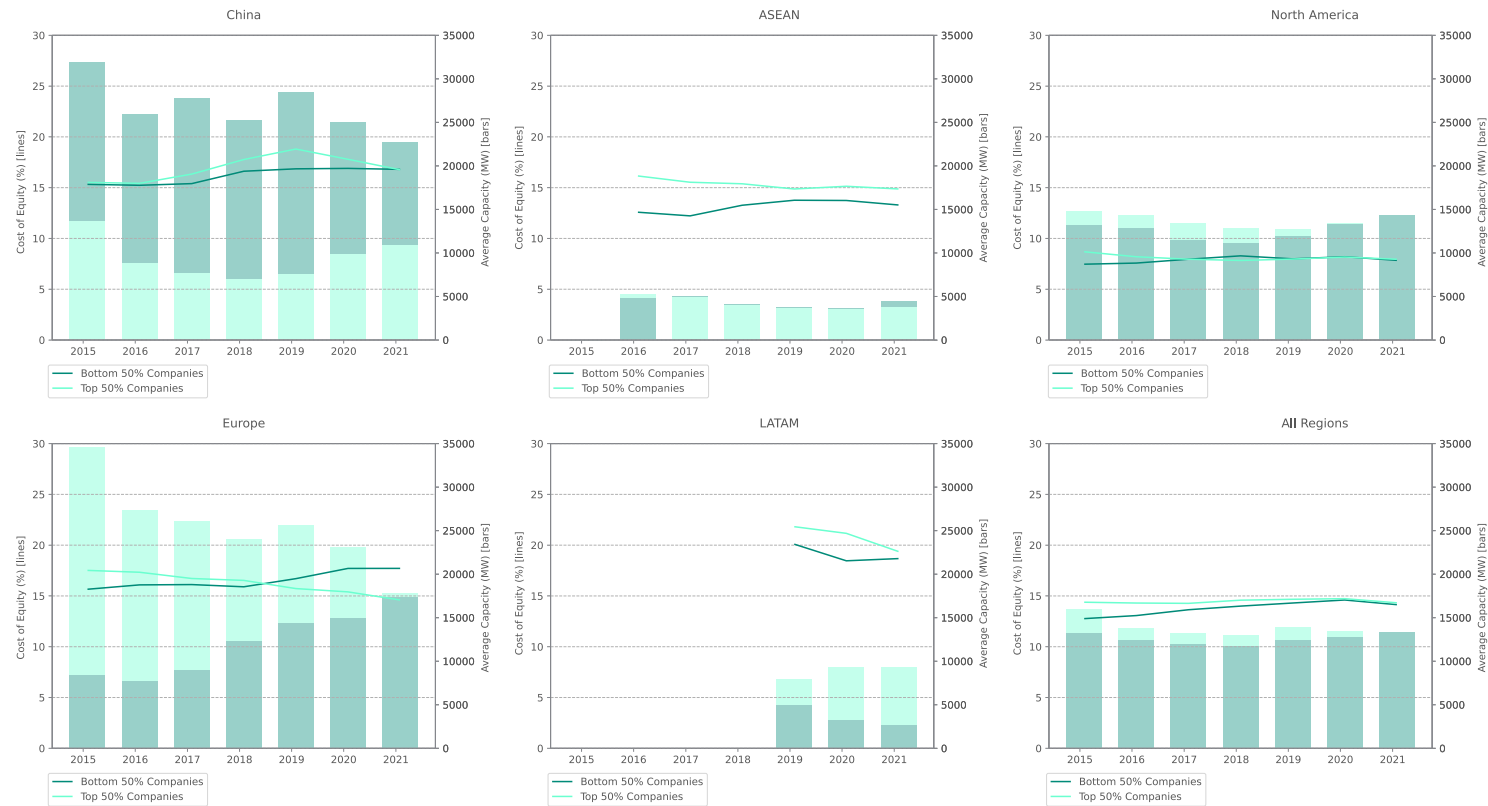 China
30
25
20
15
10
5
0
Cost of Equity (%) [lines]
35000
30000
25000
20000
15000
10000
5000
0
Average Capacity (MW) [bars]
2015 2016 2017 2018 2019 2020 2021
Bottom 50% Companies
Top 50% Companies
ASEAN
30
25
20
15
10
5
0
Cost of Equity (%) [lines]
35000
30000
25000
20000
15000
10000
5000
0
Average Capacity (MW) [bars]
2015 2016 2017 2018 2019 2020 2021
Bottom 50% Companies
Top 50% Companies
North America
30
25
20
15
10
5
0
Cost of Equity (%) [lines]
35000
30000
25000
20000
15000
10000
5000
0
Average Capacity (MW) [bars]
2015 2016 2017 2018 2019 2020 2021
Bottom 50% Companies
Top 50% Companies
Europe
30
25
20
15
10
5
0
Cost of Equity (%) [lines]
35000
30000
25000
20000
15000
10000
5000
0
Average Capacity (MW) [bars]
2015 2016 2017 2018 2019 2020 2021
Bottom 50% Companies
Top 50% Companies
LATAM
30
25
20
15
10
5
0
Cost of Equity (%) [lines]
35000
30000
25000
20000
15000
10000
5000
0
Average Capacity (MW) [bars]
2015 2016 2017 2018 2019 2020 2021
Bottom 50% Companies
Top 50% Companies
All Regions
30
25
20
15
10
5
0
Cost of Equity (%) [lines]
35000
30000
25000
20000
15000
10000
5000
0
Average Capacity (MW) [bars]
2015 2016 2017 2018 2019 2020 2021
Bottom 50% Companies
Top 50% Companies